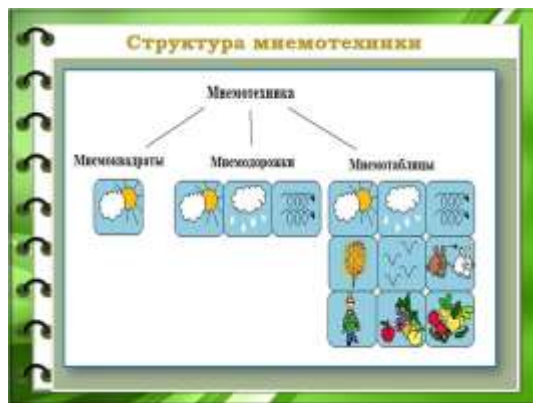 Структура мнемотехники
Мнемотехника
Мнемоквадраты
Мнемодорожки
Мнемотаблицы